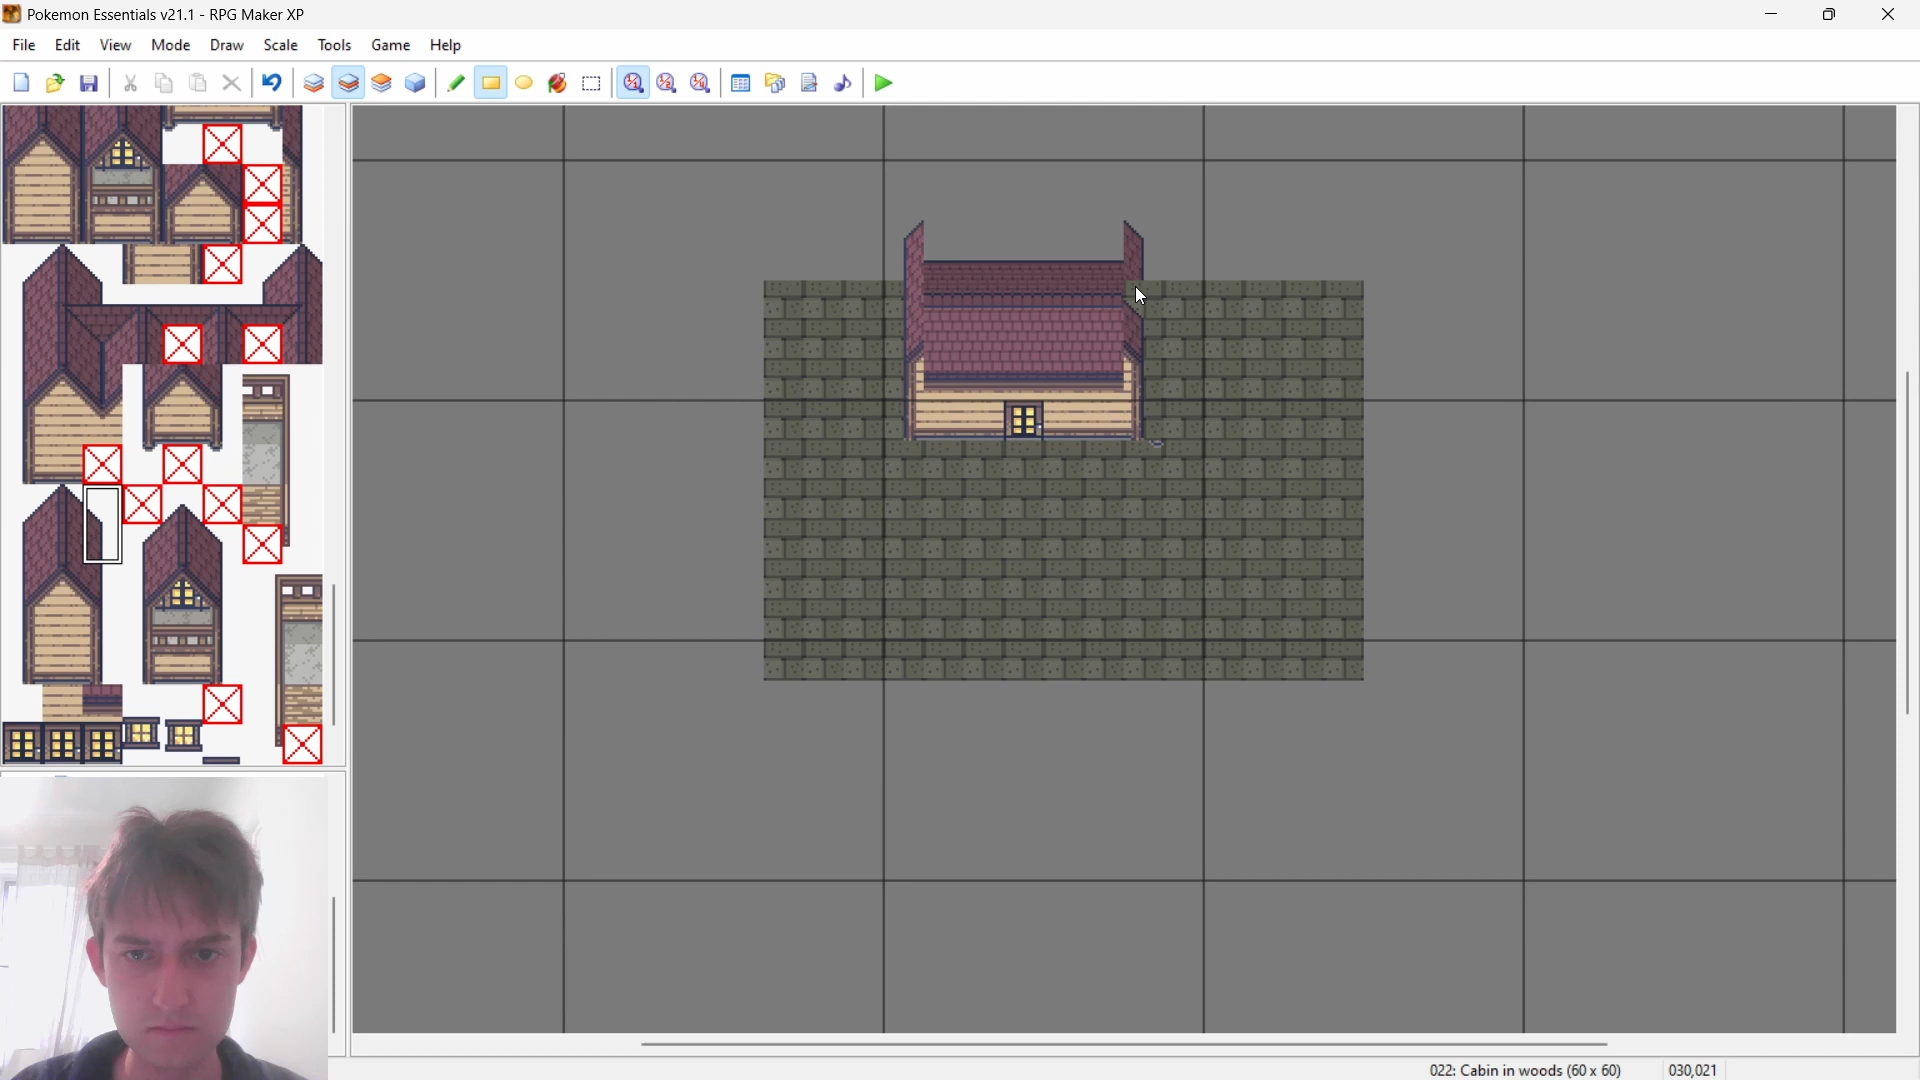 Pokemon Essentials v21.1 - RPG Maker XP
File Edit View Mode Draw Scale Tools Game Help
022: Cabin in woods (60 x 60) 030,021